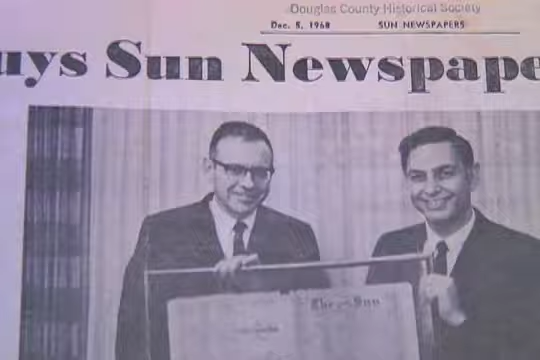 Douglas County Historical Society
Dec. 5, 1968 SUN NEWSPAPERS
uys Sun Newspape
The Sun